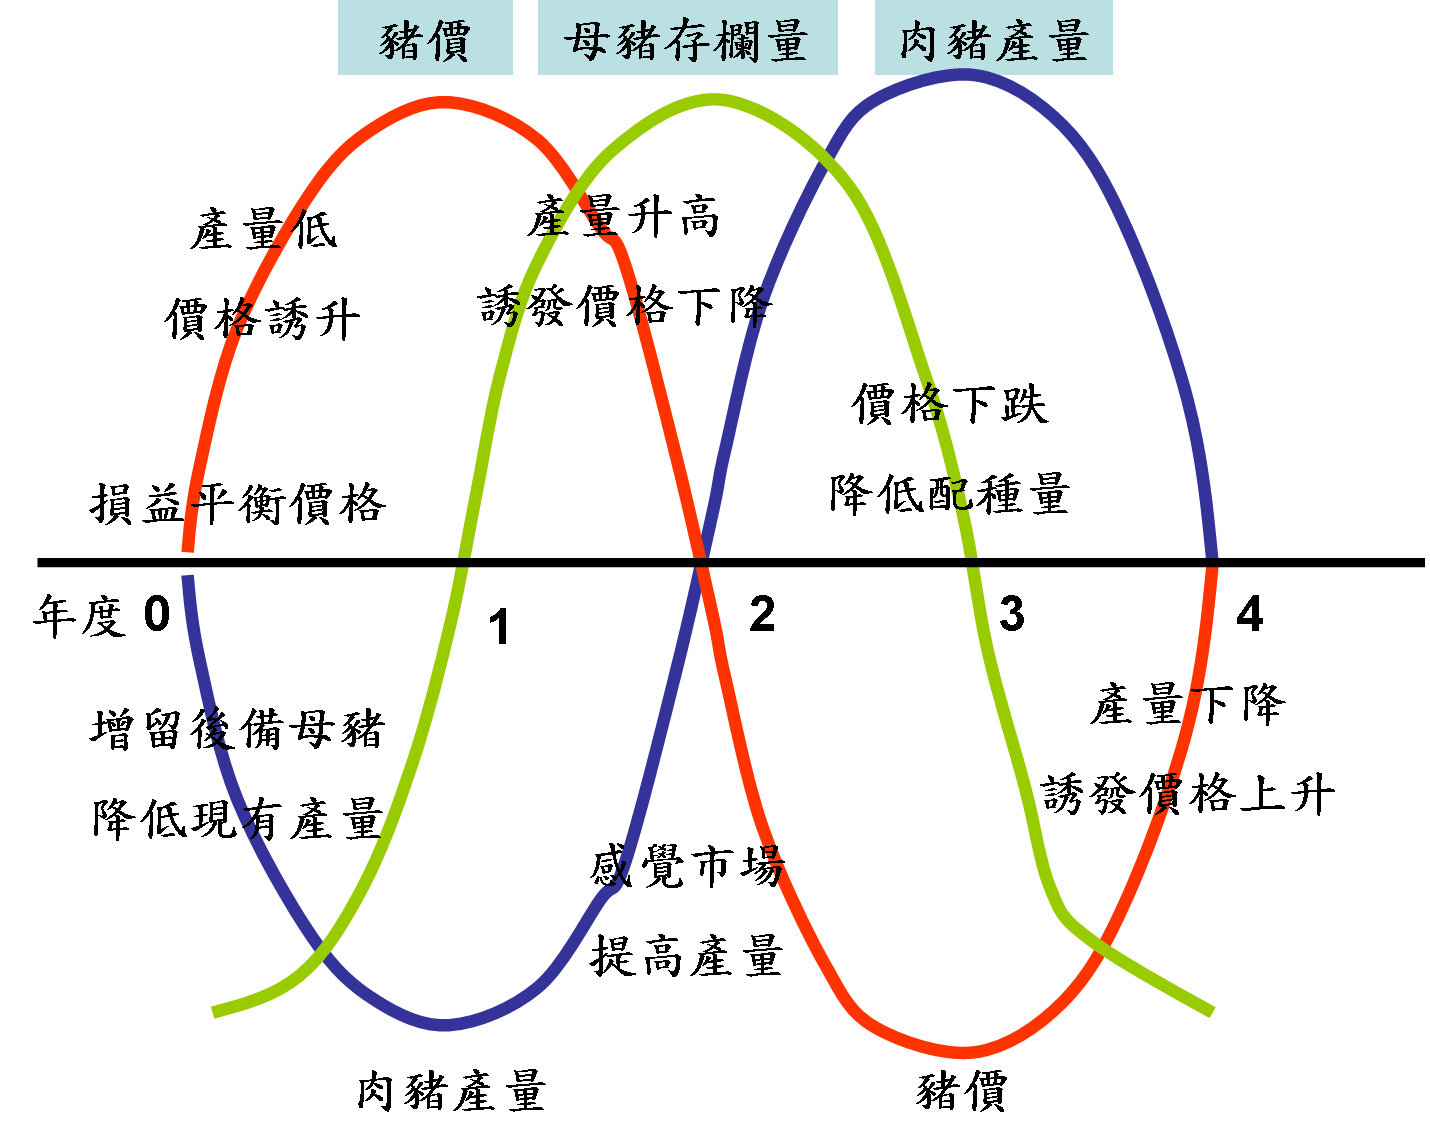 豬價
母豬存欄量
肉豬產量
產量低
價格誘升
產量升高
誘發價格下降
價格下跌
降低配種量
損益平衡價格
年度 0
1
2
3
4
增留後備母豬
降低現有產量
感覺市場
提高產量
產量下降
誘發價格上升
肉豬產量
豬價